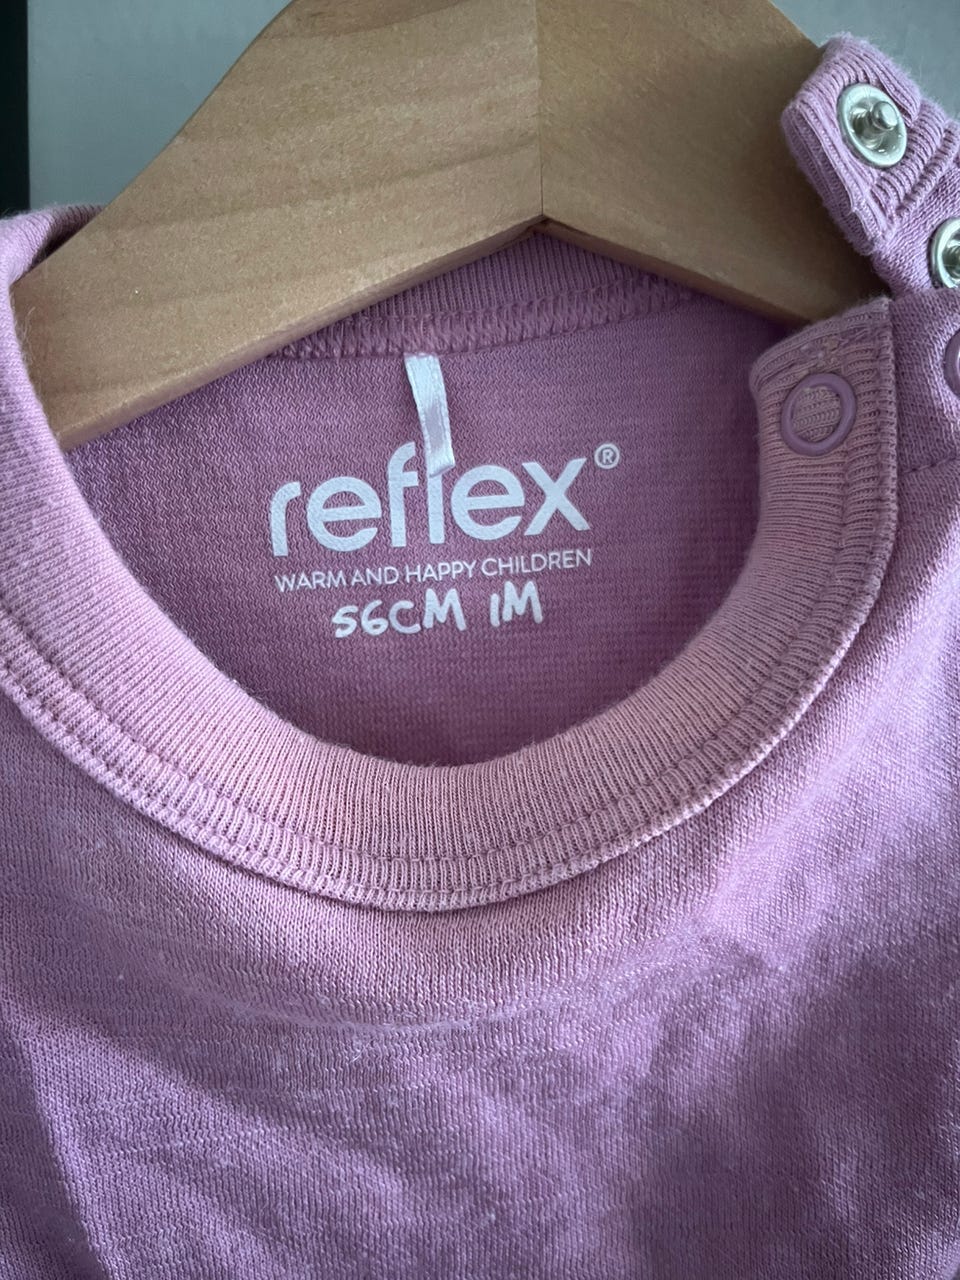 reflex®
WARM AND HAPPY CHILDREN
56CM 1M